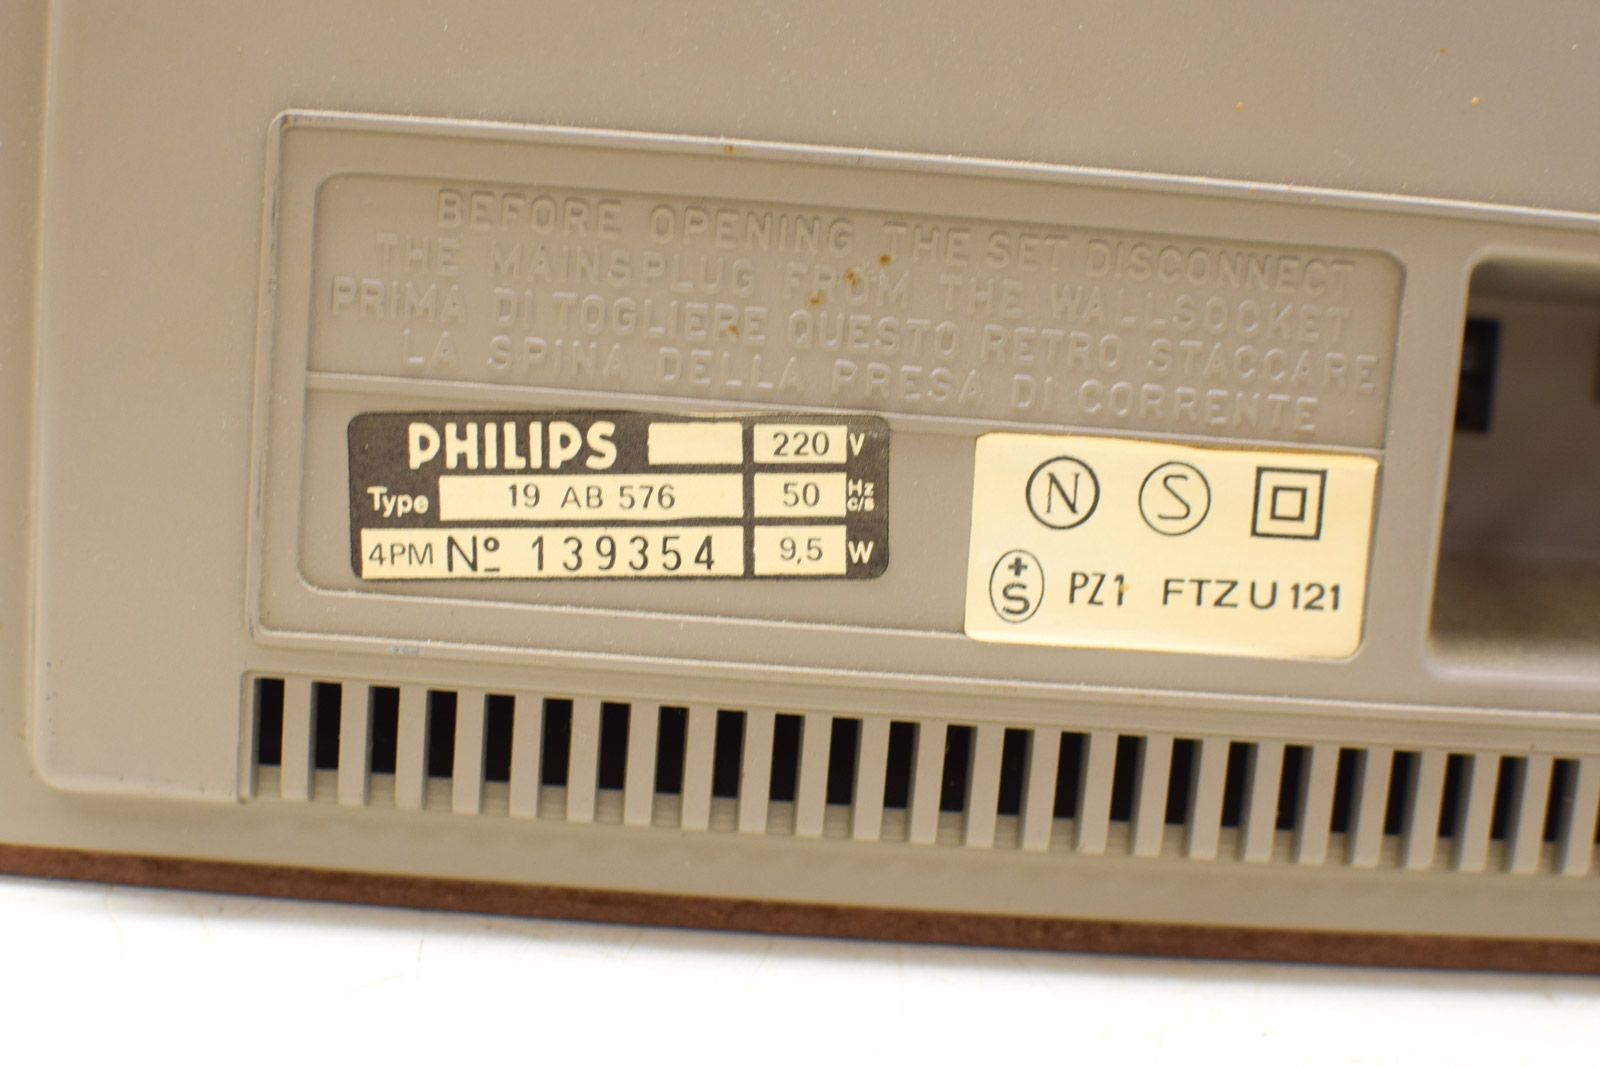 BEFORE OPENING THE SET DISCONNECT
THE MAINSPLUG FROM THE WALLSOCKET
PRIMA DI TOGLIERE QUESTO RETRO STACCARE
LA SPINA DELLA PRESA DI CORRENTE
PHILIPS 220 V
Type 19 AB 576 50 Hz c/s
4PM Nº 139354 9,5 W
N S
+S PZ1 FTZ U 121